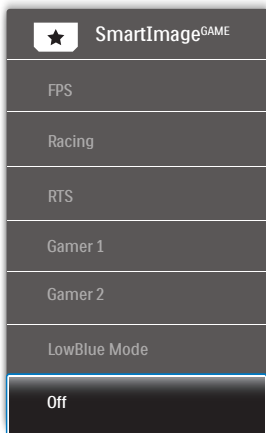 SmartImageGAME
FPS
Racing
RTS
Gamer 1
Gamer 2
LowBlue Mode
Off